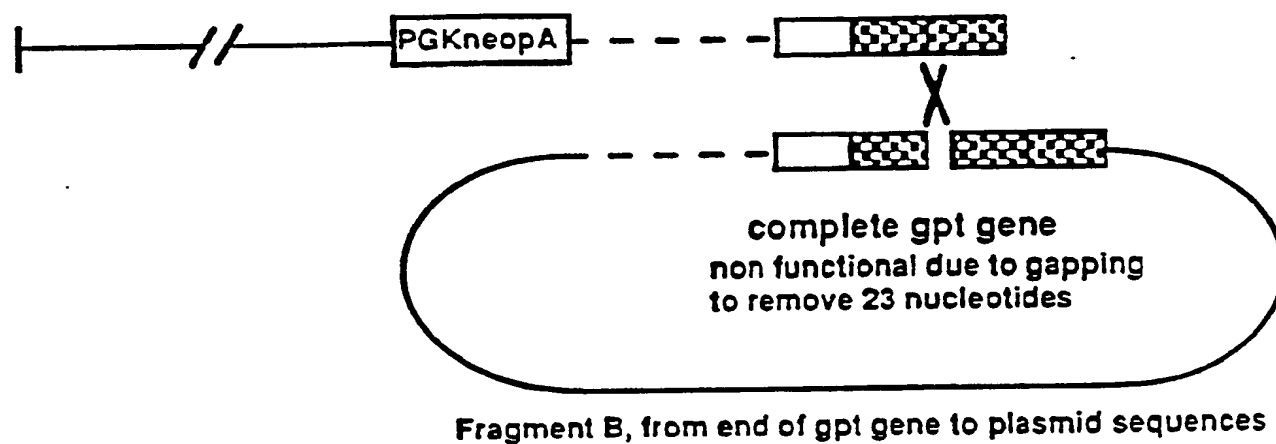 PGKneopA
complete gpt gene
non functional due to gapping
to remove 23 nucleotides
Fragment B, from end of gpt gene to plasmid sequences